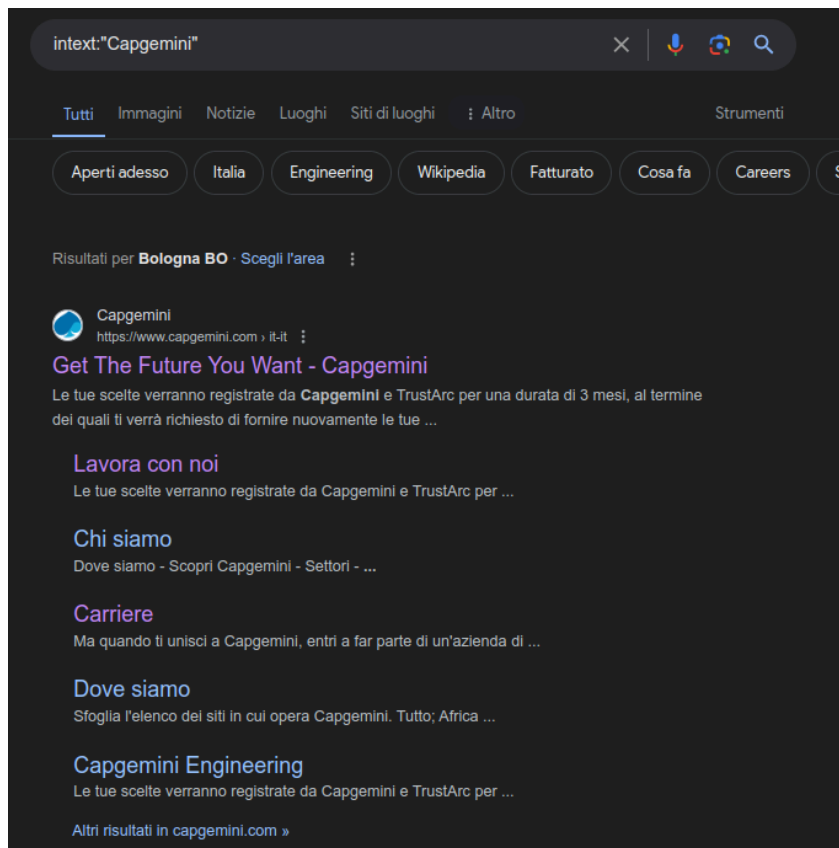 intext:"Capgemini"
Tutti Immagini Notizie Luoghi Siti di luoghi Altro Strumenti
Aperti adesso Italia Engineering Wikipedia Fatturato Cosa fa Careers
Risultati per Bologna BO · Scegli l'area
Capgemini
https://www.capgemini.com › it-it
Get The Future You Want - Capgemini
Le tue scelte verranno registrate da Capgemini e TrustArc per una durata di 3 mesi, al termine
dei quali ti verrà richiesto di fornire nuovamente le tue ...
Lavora con noi
Le tue scelte verranno registrate da Capgemini e TrustArc per ...
Chi siamo
Dove siamo - Scopri Capgemini - Settori - ...
Carriere
Ma quando ti unisci a Capgemini, entri a far parte di un'azienda di ...
Dove siamo
Sfoglia l'elenco dei siti in cui opera Capgemini. Tutto; Africa ...
Capgemini Engineering
Le tue scelte verranno registrate da Capgemini e TrustArc per ...
Altri risultati in capgemini.com »